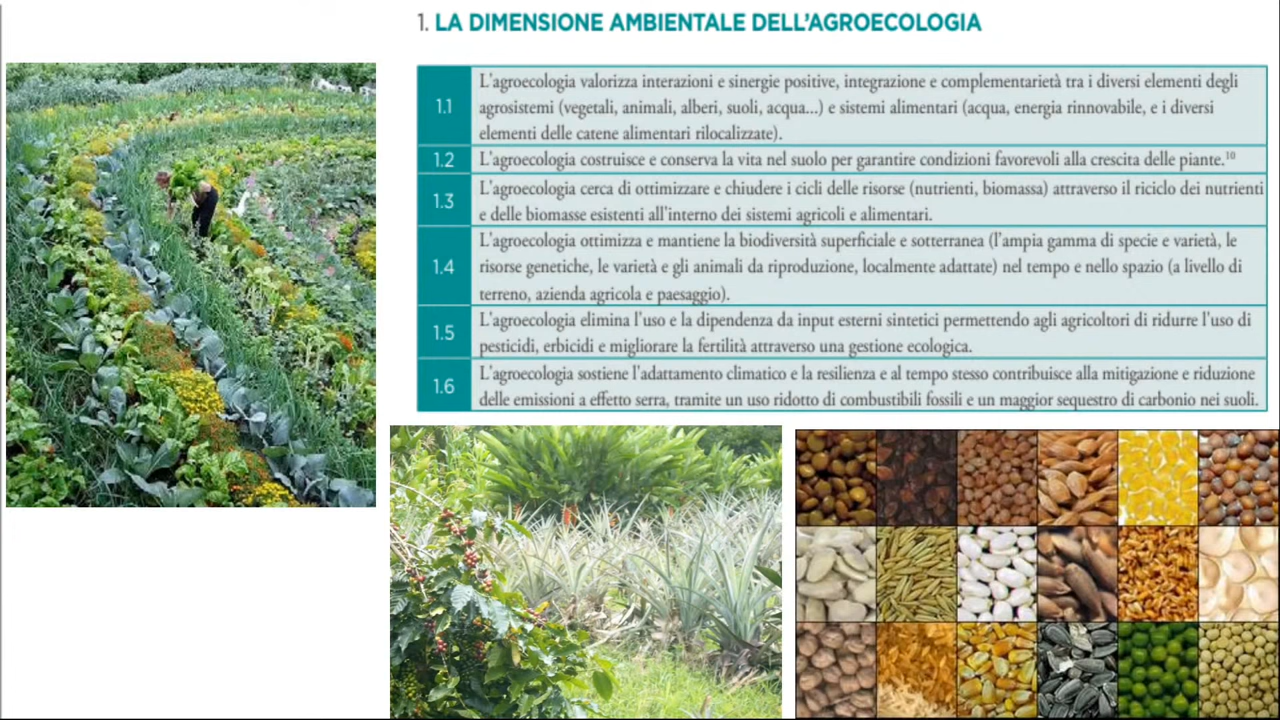 1. LA DIMENSIONE AMBIENTALE DELL'AGROECOLOGIA
1.1
L'agroecologia valorizza interazioni e sinergie positive, integrazione e complementarietà tra i diversi elementi degli
agrosistemi (vegetali, animali, alberi, suoli, acqua...) e sistemi alimentari (acqua, energia rinnovabile, e i diversi
elementi delle catene alimentari rilocalizzate).
1.2
L'agroecologia costruisce e conserva la vita nel suolo per garantire condizioni favorevoli alla crescita delle piante.¹⁰
1.3
L'agroecologia cerca di ottimizzare e chiudere i cicli delle risorse (nutrienti, biomassa) attraverso il riciclo dei nutrienti
e delle biomasse esistenti all'interno dei sistemi agricoli e alimentari.
1.4
L'agroecologia ottimizza e mantiene la biodiversità superficiale e sotterranea (l'ampia gamma di specie e varietà, le
risorse genetiche, le varietà e gli animali da riproduzione, localmente adattate) nel tempo e nello spazio (a livello di
terreno, azienda agricola e paesaggio).
1.5
L'agroecologia elimina l'uso e la dipendenza da input esterni sintetici permettendo agli agricoltori di ridurre l'uso di
pesticidi, erbicidi e migliorare la fertilità attraverso una gestione ecologica.
1.6
L'agroecologia sostiene l'adattamento climatico e la resilienza e al tempo stesso contribuisce alla mitigazione e riduzione
delle emissioni a effetto serra, tramite un uso ridotto di combustibili fossili e un maggior sequestro di carbonio nei suoli.